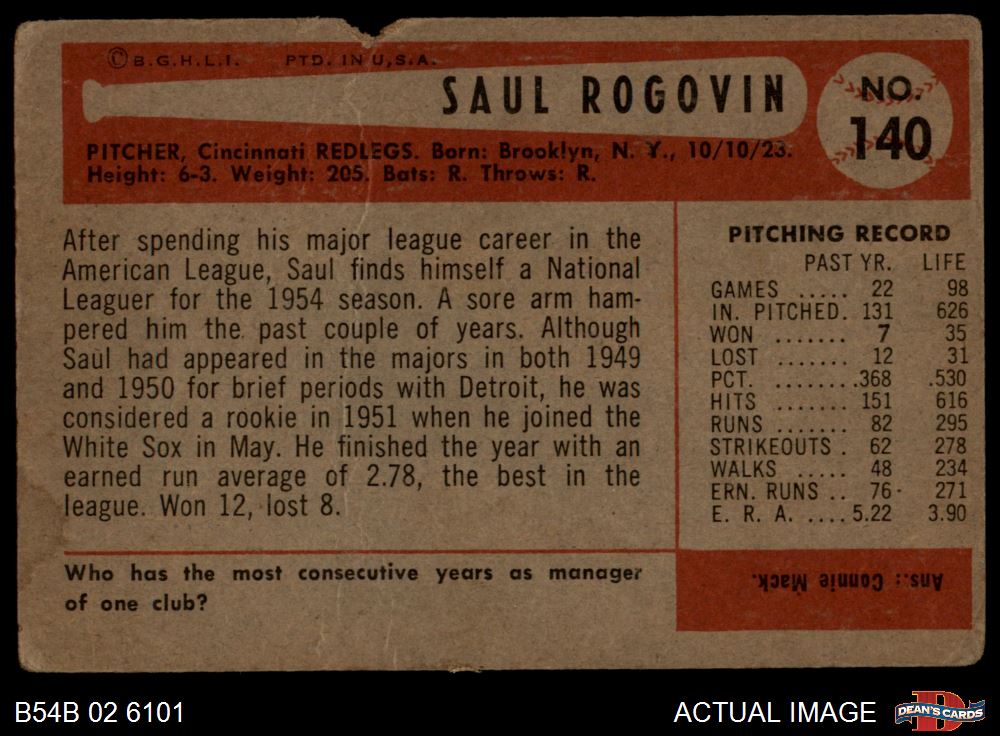 © B.G.H.L.I. PTD. IN U.S.A.
SAUL ROGOVIN
NO.
140
PITCHER, Cincinnati REDLEGS. Born: Brooklyn, N. Y., 10/10/23.
Height: 6-3. Weight: 205. Bats: R. Throws: R.
After spending his major league career in the
American League, Saul finds himself a National
Leaguer for the 1954 season. A sore arm ham-
pered him the past couple of years. Although
Saul had appeared in the majors in both 1949
and 1950 for brief periods with Detroit, he was
considered a rookie in 1951 when he joined the
White Sox in May. He finished the year with an
earned run average of 2.78, the best in the
league. Won 12, lost 8.
Who has the most consecutive years as manager
of one club?
PITCHING RECORD
PAST YR. LIFE
GAMES ..... 22 98
IN. PITCHED. 131 626
WON ....... 7 35
LOST ....... 12 31
PCT. ........ .368 .530
HITS ....... 151 616
RUNS ...... 82 295
STRIKEOUTS . 62 278
WALKS ..... 48 234
ERN. RUNS .. 76 271
E. R. A. .... 5.22 3.90
Ans.: Connie Mack.
B54B 02 6101
ACTUAL IMAGE
DEAN'S CARDS